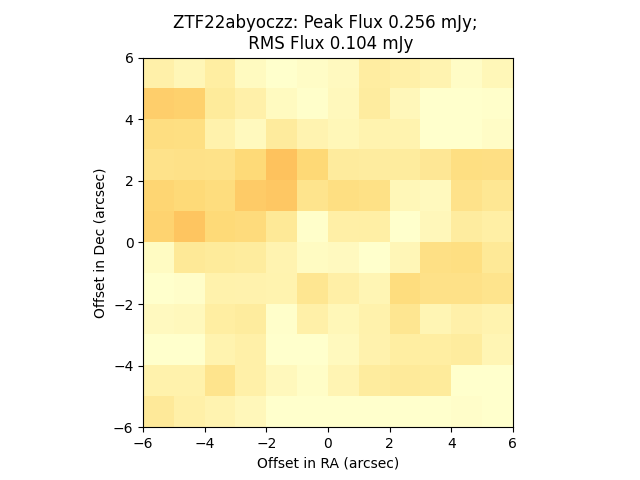 ZTF22abyoczz: Peak Flux 0.256 mJy;
RMS Flux 0.104 mJy
6
4
2
0
−2
−4
−6
Offset in Dec (arcsec)
−6 −4 −2 0 2 4 6
Offset in RA (arcsec)